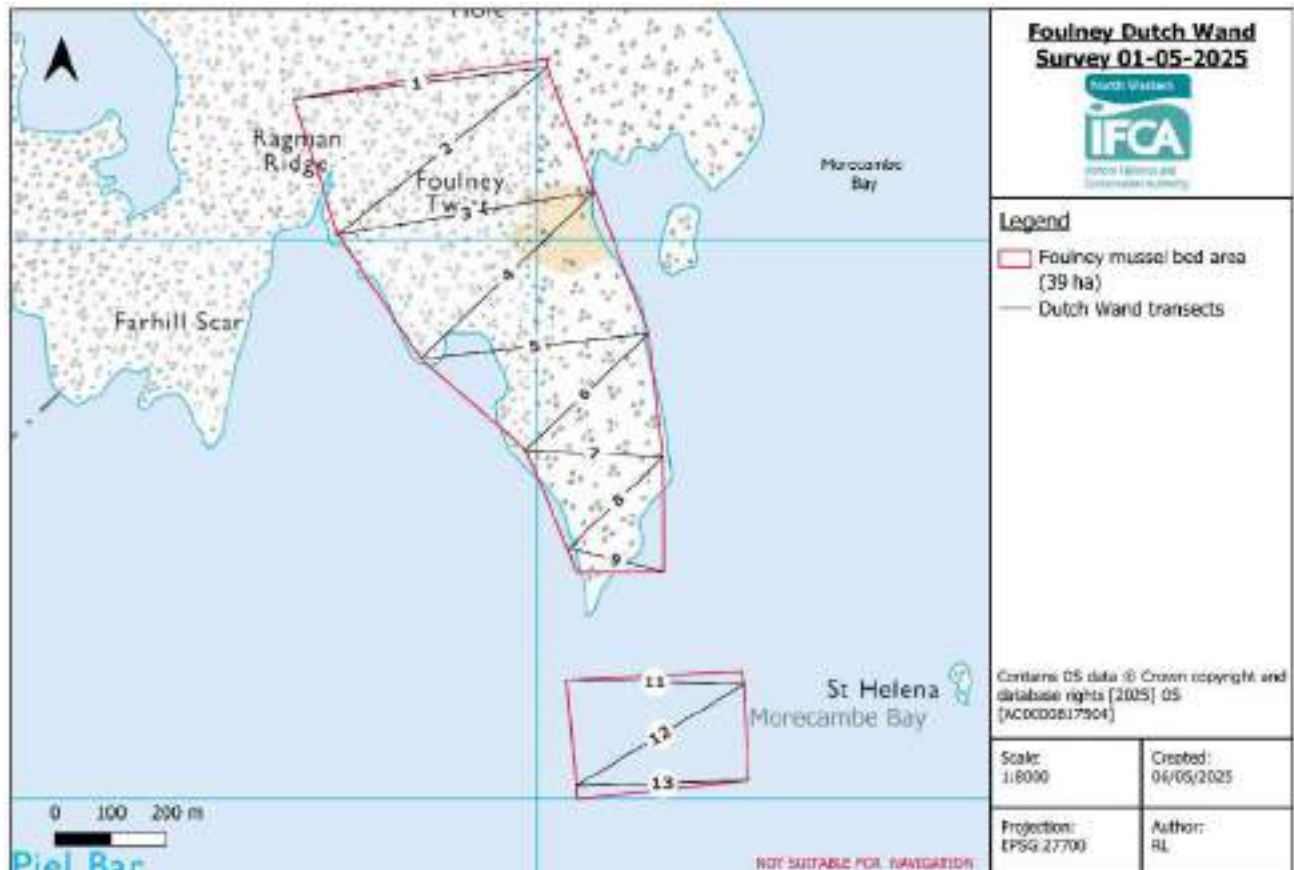 Foulney Dutch Wand
Survey 01-05-2025
North Western
IFCA
Legend
Foulney mussel bed area
(39 ha)
Dutch Wand transects
Contains OS data © Crown copyright and
database rights [2025] OS
Scale:
1:8000
Created:
06/05/2025
Projection:
EPSG:27700
Author:
RL
Hole
Ragman
Ridge
Foulney
Farhill Scar
Morecambe
Bay
1
2
3
4
5
6
7
8
9
11
12
13
St Helena
Morecambe Bay
0 100 200 m
Piel Bar
NOT SUITABLE FOR NAVIGATION